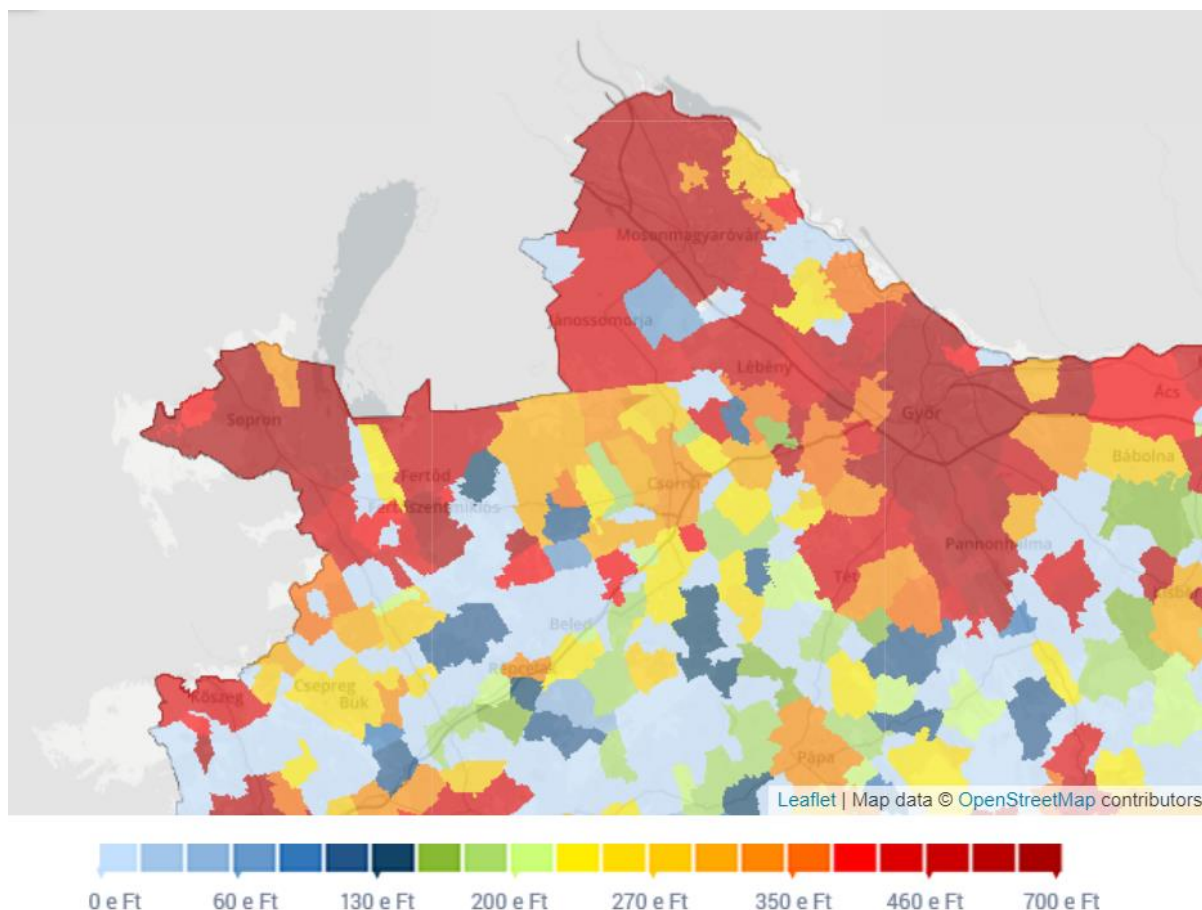 Mosonmagyaróvár
Jánossomorja
Lébény
Sopron
Győr
Ács
Fertőd
Fertőszentmiklós
Csorna
Bábolna
Pannonhalma
Tét
Kisbér
Beled
Répcelak
Kőszeg
Csepreg
Bük
Pápa
Leaflet | Map data © OpenStreetMap contributors
0 e Ft 60 e Ft 130 e Ft 200 e Ft 270 e Ft 350 e Ft 460 e Ft 700 e Ft